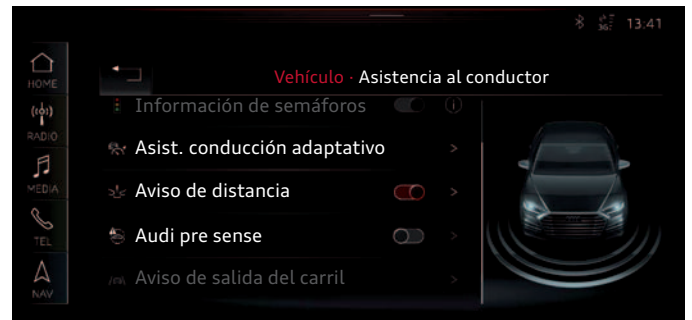 3G 13:41
Vehículo · Asistencia al conductor
HOME
Información de semáforos
RADIO
Asist. conducción adaptativo
MEDIA
Aviso de distancia
TEL
Audi pre sense
NAV
Aviso de salida del carril